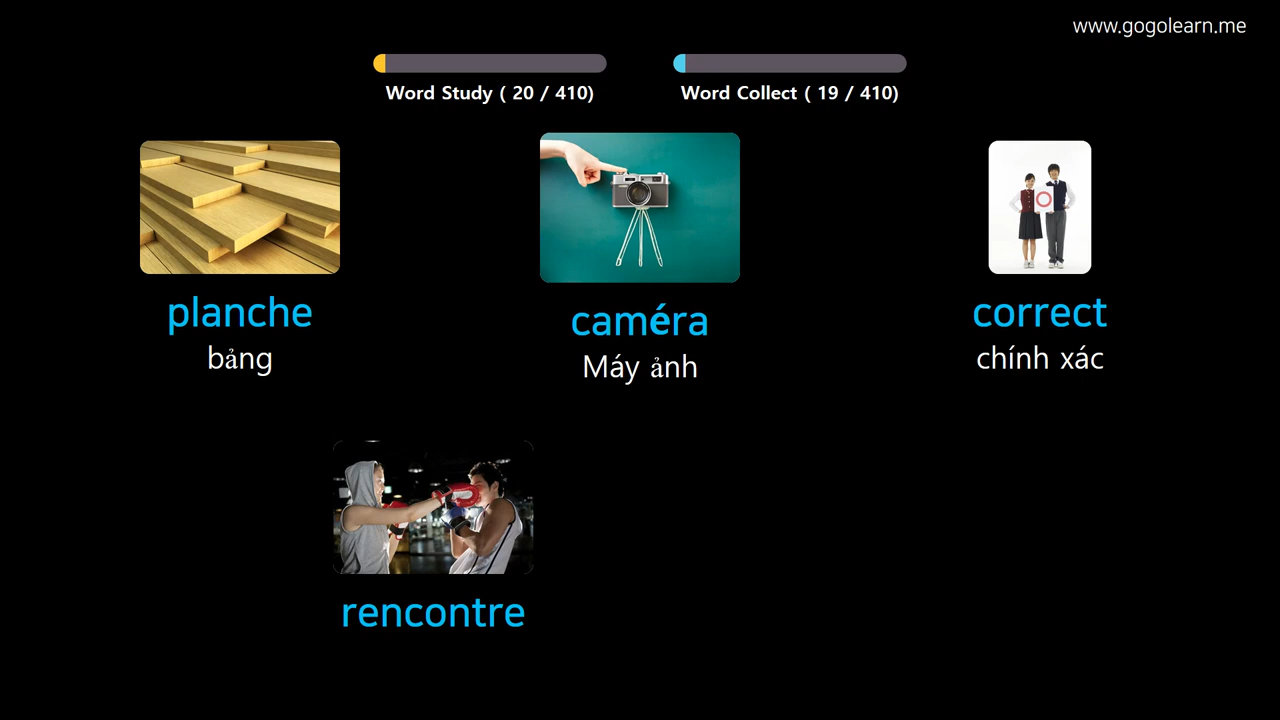 www.gogolearn.me
Word Study ( 20 / 410)
Word Collect ( 19 / 410)
planche
bảng
caméra
Máy ảnh
correct
chính xác
rencontre